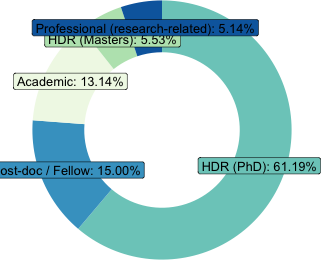 Professional (research-related): 5.14%
HDR (Masters): 5.53%
Academic: 13.14%
ost-doc / Fellow: 15.00%
HDR (PhD): 61.19%